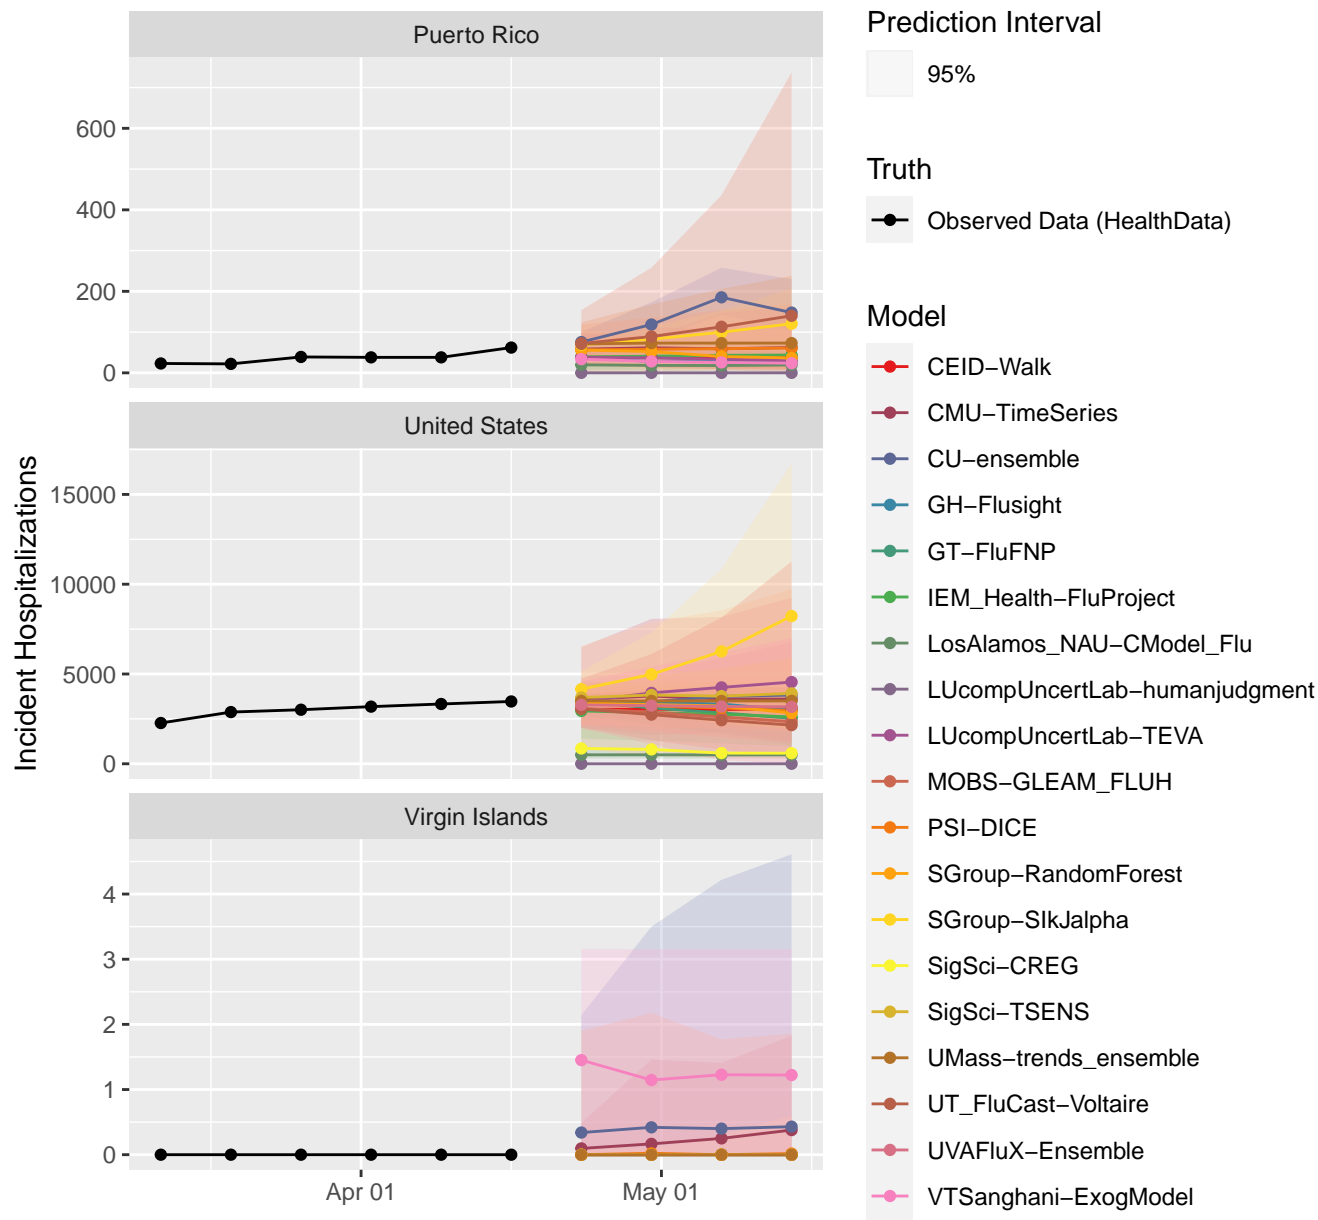 Puerto Rico
600
400
200
0
United States
15000
10000
5000
0
Virgin Islands
4
3
2
1
0
Apr 01
May 01
Incident Hospitalizations
Prediction Interval
95%
Truth
Observed Data (HealthData)
Model
CEID−Walk
CMU−TimeSeries
CU−ensemble
GH−Flusight
GT−FluFNP
IEM_Health−FluProject
LosAlamos_NAU−CModel_Flu
LUcompUncertLab−humanjudgment
LUcompUncertLab−TEVA
MOBS−GLEAM_FLUH
PSI−DICE
SGroup−RandomForest
SGroup−SIkJalpha
SigSci−CREG
SigSci−TSENS
UMass−trends_ensemble
UT_FluCast−Voltaire
UVAFluX−Ensemble
VTSanghani−ExogModel